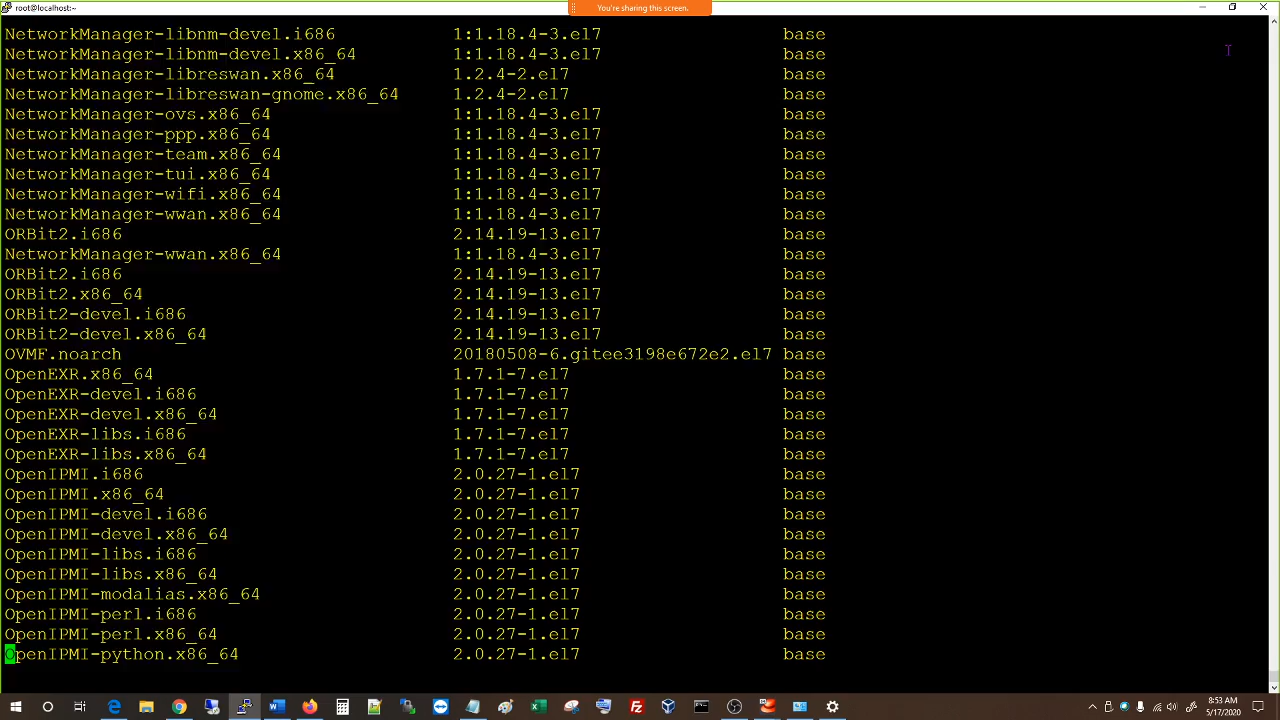 root@localhost:~
You're sharing this screen.
NetworkManager-libnm-devel.i686 1:1.18.4-3.el7 base
NetworkManager-libnm-devel.x86_64 1:1.18.4-3.el7 base
NetworkManager-libreswan.x86_64 1.2.4-2.el7 base
NetworkManager-libreswan-gnome.x86_64 1.2.4-2.el7 base
NetworkManager-ovs.x86_64 1:1.18.4-3.el7 base
NetworkManager-ppp.x86_64 1:1.18.4-3.el7 base
NetworkManager-team.x86_64 1:1.18.4-3.el7 base
NetworkManager-tui.x86_64 1:1.18.4-3.el7 base
NetworkManager-wifi.x86_64 1:1.18.4-3.el7 base
NetworkManager-wwan.x86_64 1:1.18.4-3.el7 base
ORBit2.i686 2.14.19-13.el7 base
NetworkManager-wwan.x86_64 1:1.18.4-3.el7 base
ORBit2.i686 2.14.19-13.el7 base
ORBit2.x86_64 2.14.19-13.el7 base
ORBit2-devel.i686 2.14.19-13.el7 base
ORBit2-devel.x86_64 2.14.19-13.el7 base
OVMF.noarch 20180508-6.gitee3198e672e2.el7 base
OpenEXR.x86_64 1.7.1-7.el7 base
OpenEXR-devel.i686 1.7.1-7.el7 base
OpenEXR-devel.x86_64 1.7.1-7.el7 base
OpenEXR-libs.i686 1.7.1-7.el7 base
OpenEXR-libs.x86_64 1.7.1-7.el7 base
OpenIPMI.i686 2.0.27-1.el7 base
OpenIPMI.x86_64 2.0.27-1.el7 base
OpenIPMI-devel.i686 2.0.27-1.el7 base
OpenIPMI-devel.x86_64 2.0.27-1.el7 base
OpenIPMI-libs.i686 2.0.27-1.el7 base
OpenIPMI-libs.x86_64 2.0.27-1.el7 base
OpenIPMI-modalias.x86_64 2.0.27-1.el7 base
OpenIPMI-perl.i686 2.0.27-1.el7 base
OpenIPMI-perl.x86_64 2.0.27-1.el7 base
OpenIPMI-python.x86_64 2.0.27-1.el7 base
8:53 AM
5/17/2020